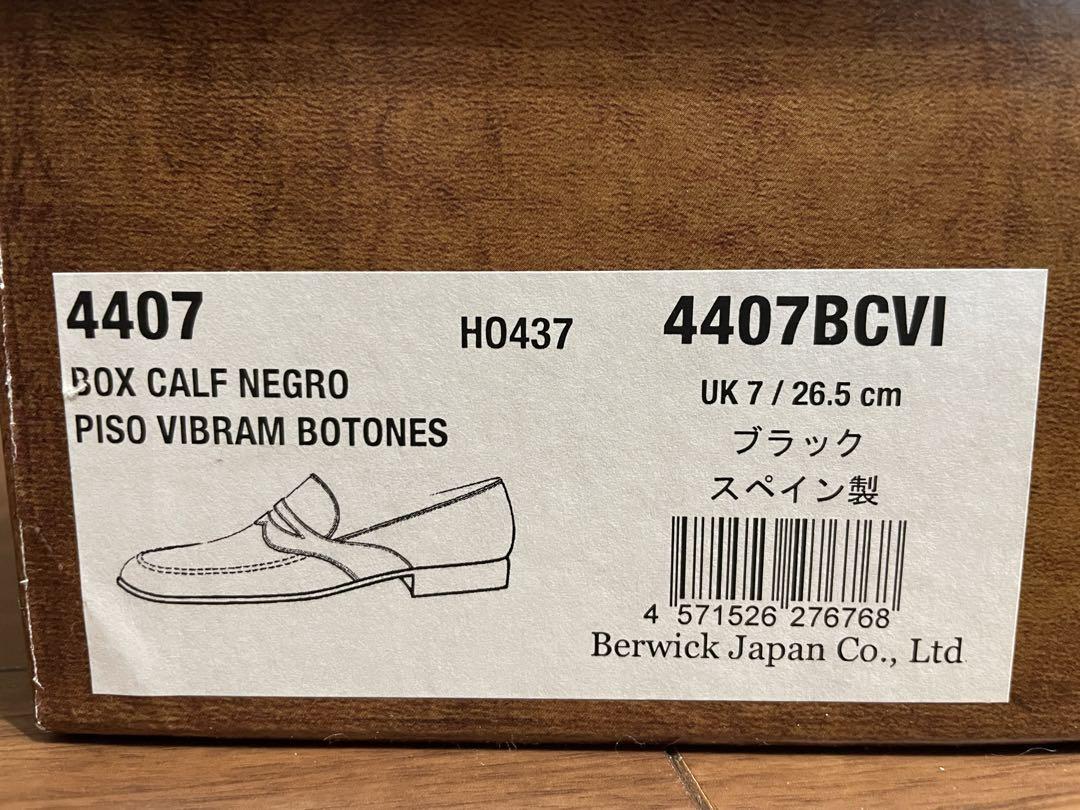 4407
HO437
BOX CALF NEGRO
PISO VIBRAM BOTONES
4407BCVI
UK 7 / 26.5 cm
ブラック
スペイン製
4 571526 276768
Berwick Japan Co., Ltd